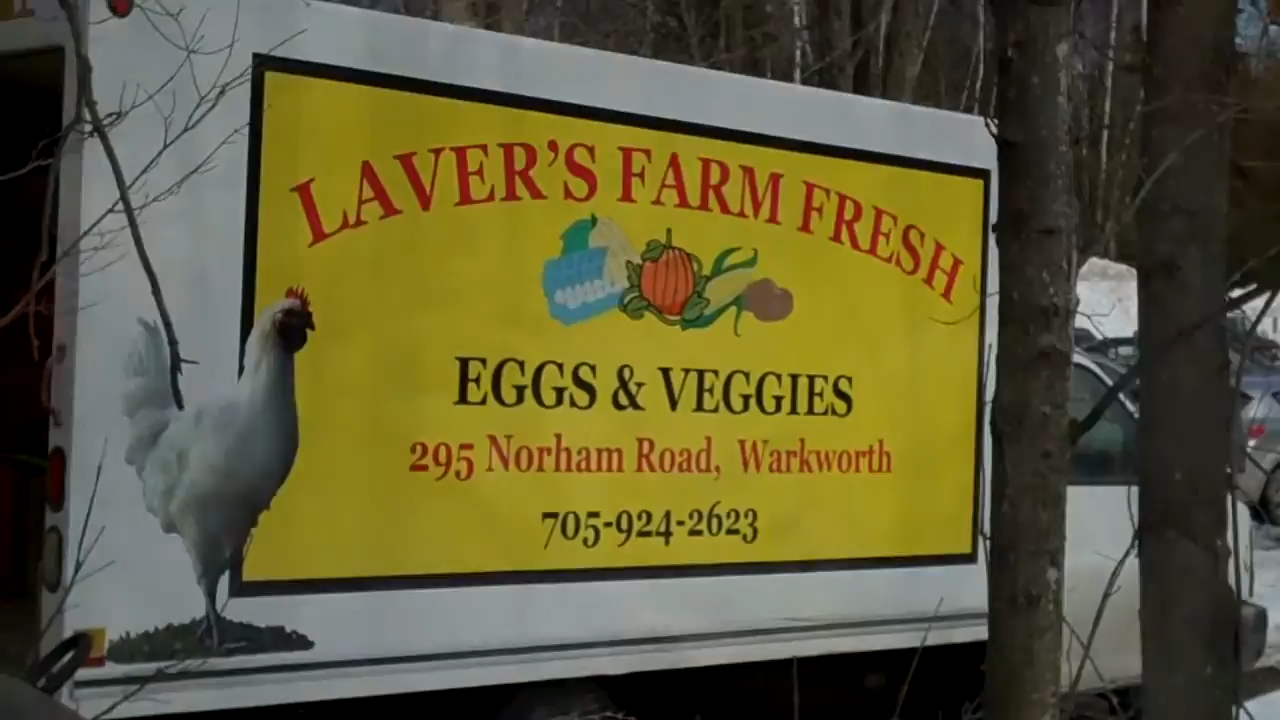 LAVER'S FARM FRESH
EGGS & VEGGIES
295 Norham Road, Warkworth
705-924-2623